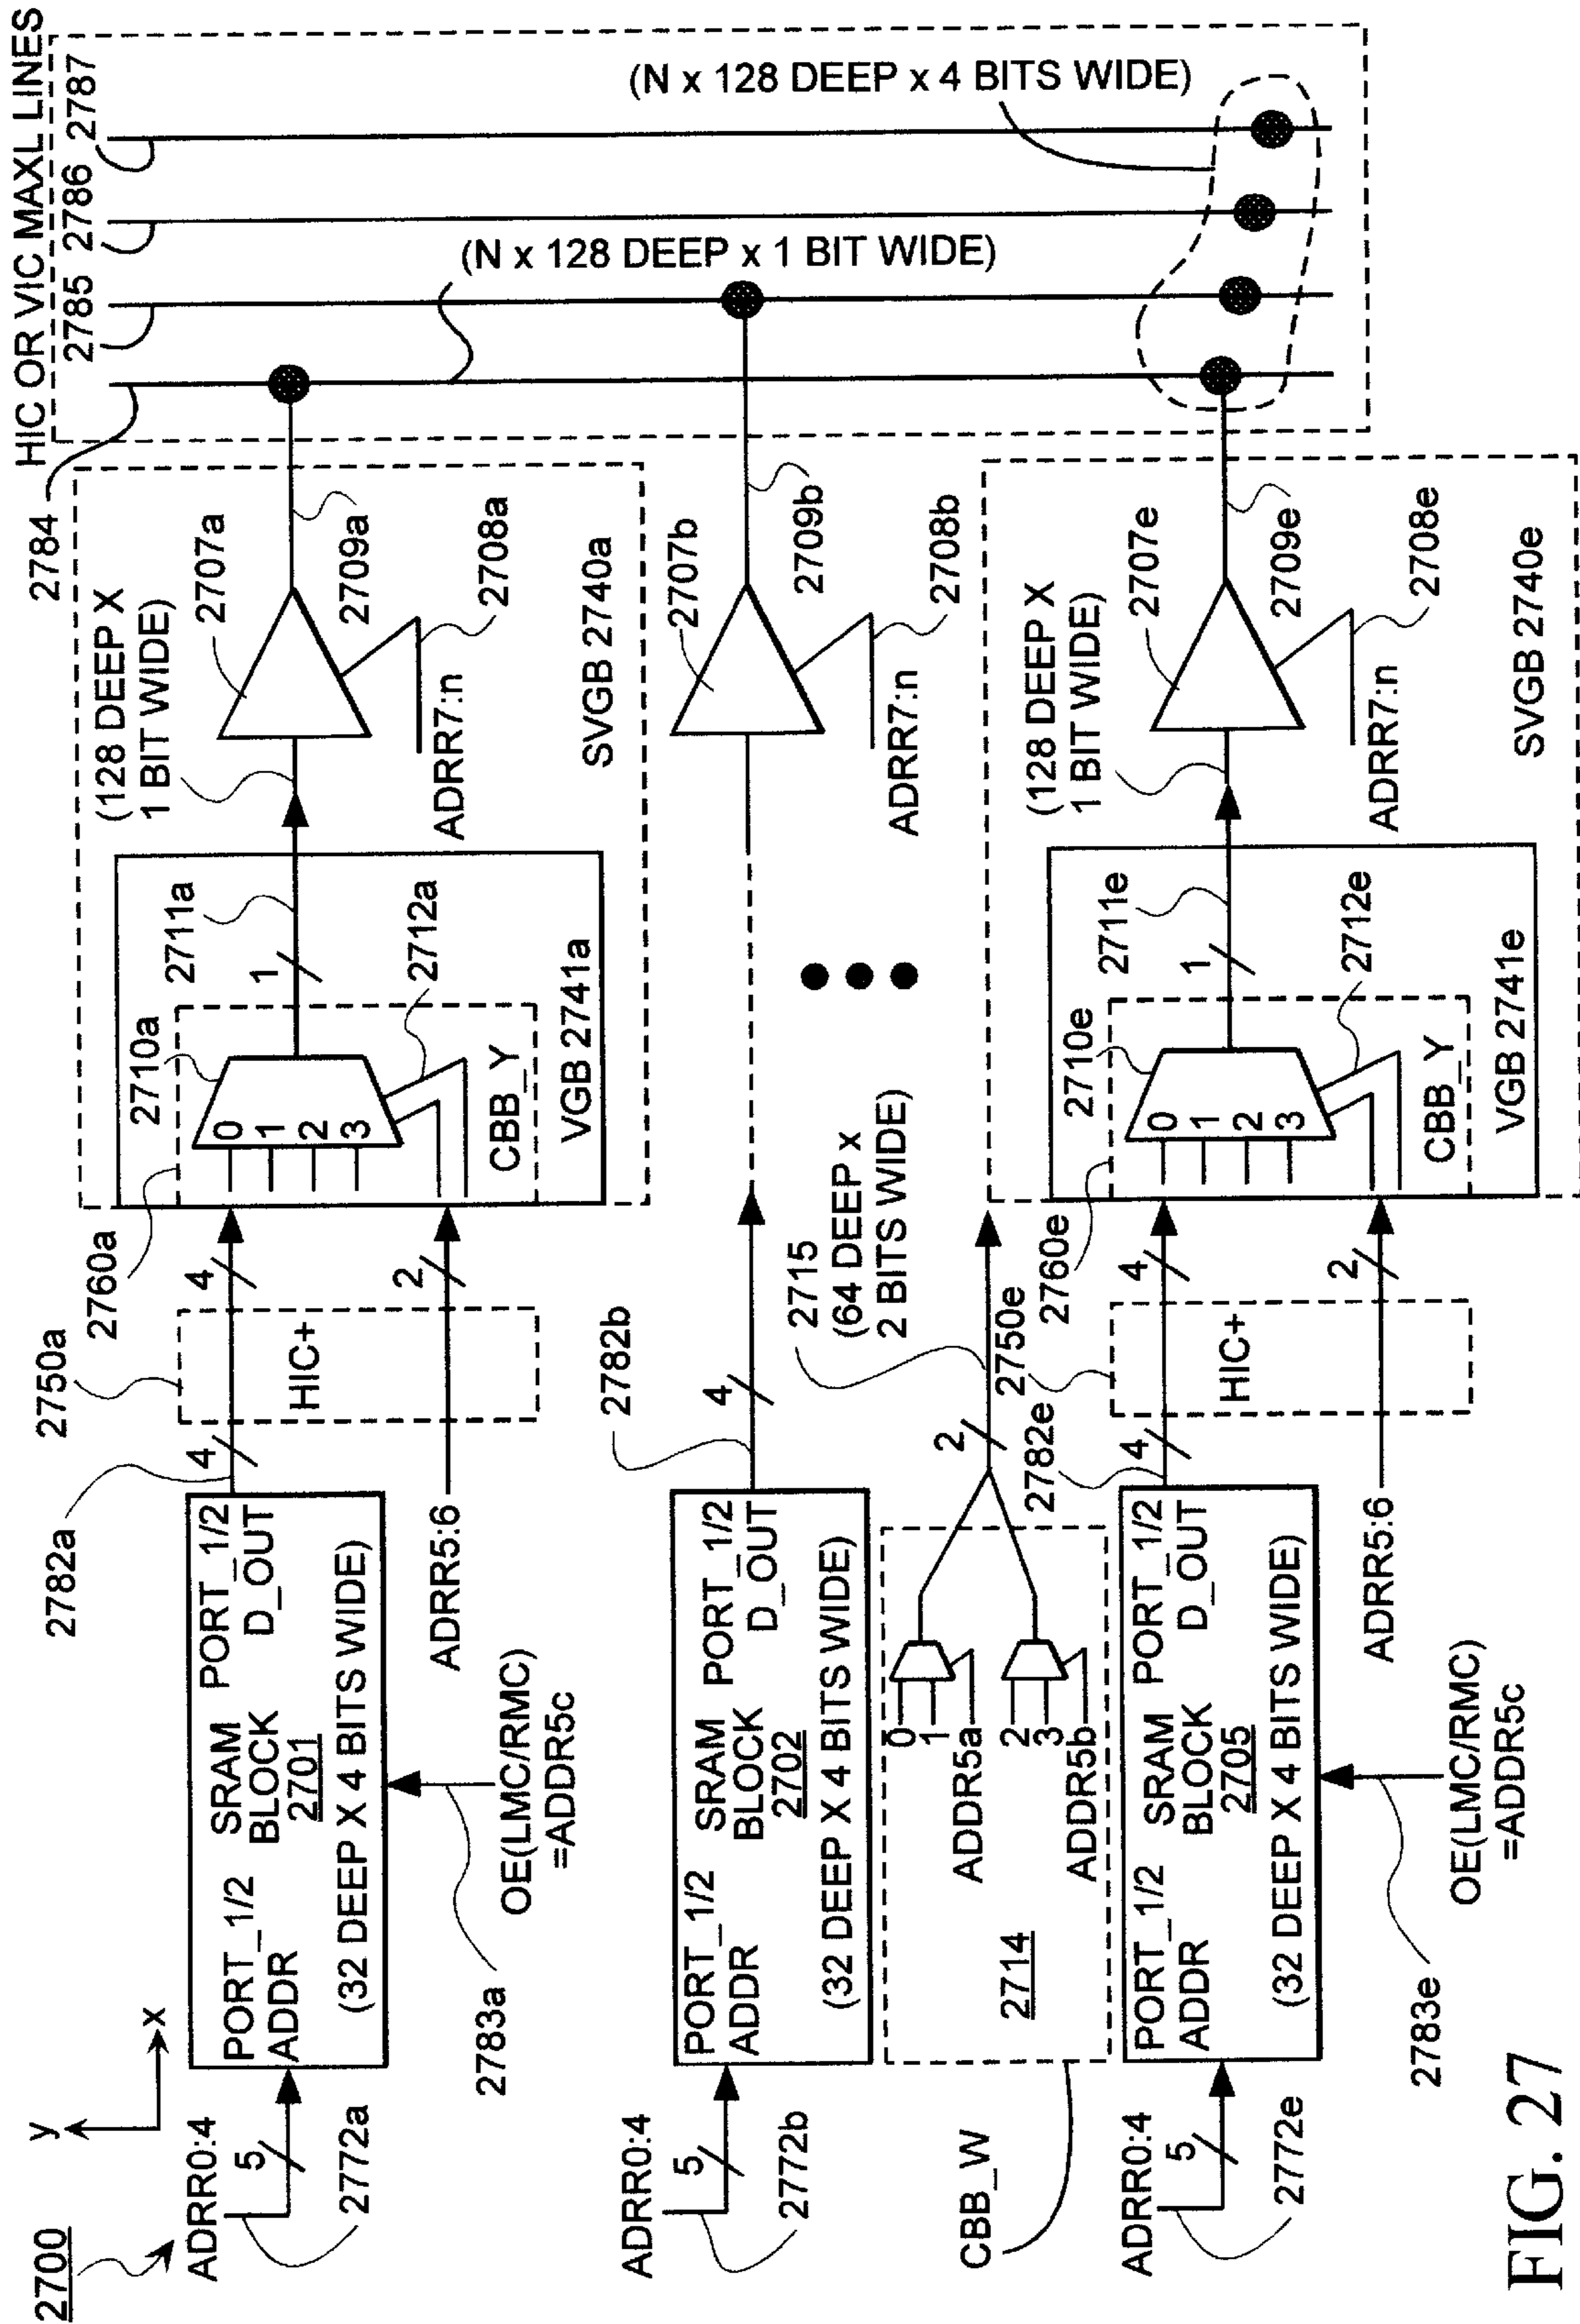 2700
y
x
ADRR0:4
5
2772a
PORT_1/2
ADDR
SRAM
BLOCK
2701
PORT_1/2
D_OUT
(32 DEEP X 4 BITS WIDE)
2783a
OE(LMC/RMC)
=ADDR5c
2782a
4
2750a
HIC+
4
ADRR5:6
2
2760a
2710a
0
1
2
3
CBB_Y
VGB 2741a
2711a
1
2712a
(128 DEEP X
1 BIT WIDE)
2707a
2709a
ADRR7:n
2708a
SVGB 2740a
2784
HIC OR VIC MAXL LINES
2785
2786
2787
(N x 128 DEEP x 1 BIT WIDE)
(N x 128 DEEP x 4 BITS WIDE)
ADRR0:4
5
2772b
PORT_1/2
ADDR
SRAM
BLOCK
2702
PORT_1/2
D_OUT
(32 DEEP X 4 BITS WIDE)
4
2782b
2707b
2709b
ADRR7:n
2708b
CBB_W
2714
0
1
ADDR5a
2
3
ADDR5b
2
2715
(64 DEEP x
2 BITS WIDE)
ADRR0:4
5
2772e
PORT_1/2
ADDR
SRAM
BLOCK
2705
PORT_1/2
D_OUT
(32 DEEP X 4 BITS WIDE)
2783e
OE(LMC/RMC)
=ADDR5c
2782e
4
2750e
HIC+
4
ADRR5:6
2
2760e
2710e
0
1
2
3
CBB_Y
VGB 2741e
2711e
1
2712e
(128 DEEP X
1 BIT WIDE)
2707e
2709e
ADRR7:n
2708e
SVGB 2740e
FIG. 27